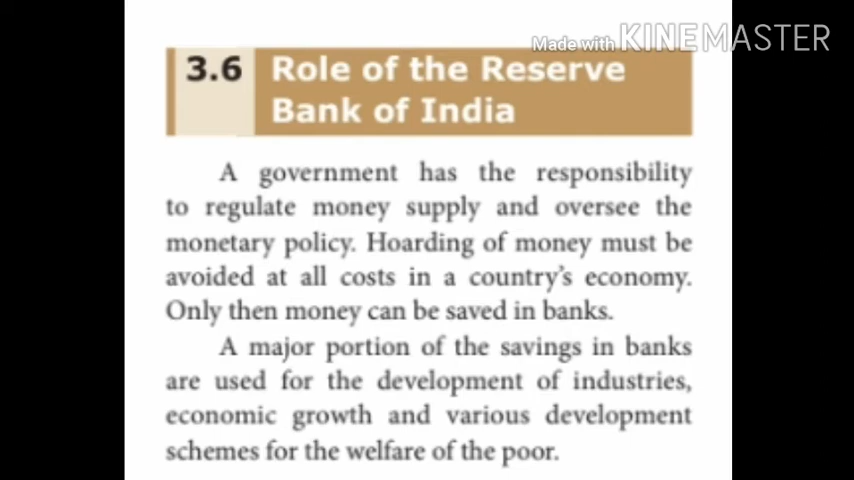 Made with KINEMASTER
3.6 Role of the Reserve
Bank of India
A government has the responsibility
to regulate money supply and oversee the
monetary policy. Hoarding of money must be
avoided at all costs in a country's economy.
Only then money can be saved in banks.
A major portion of the savings in banks
are used for the development of industries,
economic growth and various development
schemes for the welfare of the poor.